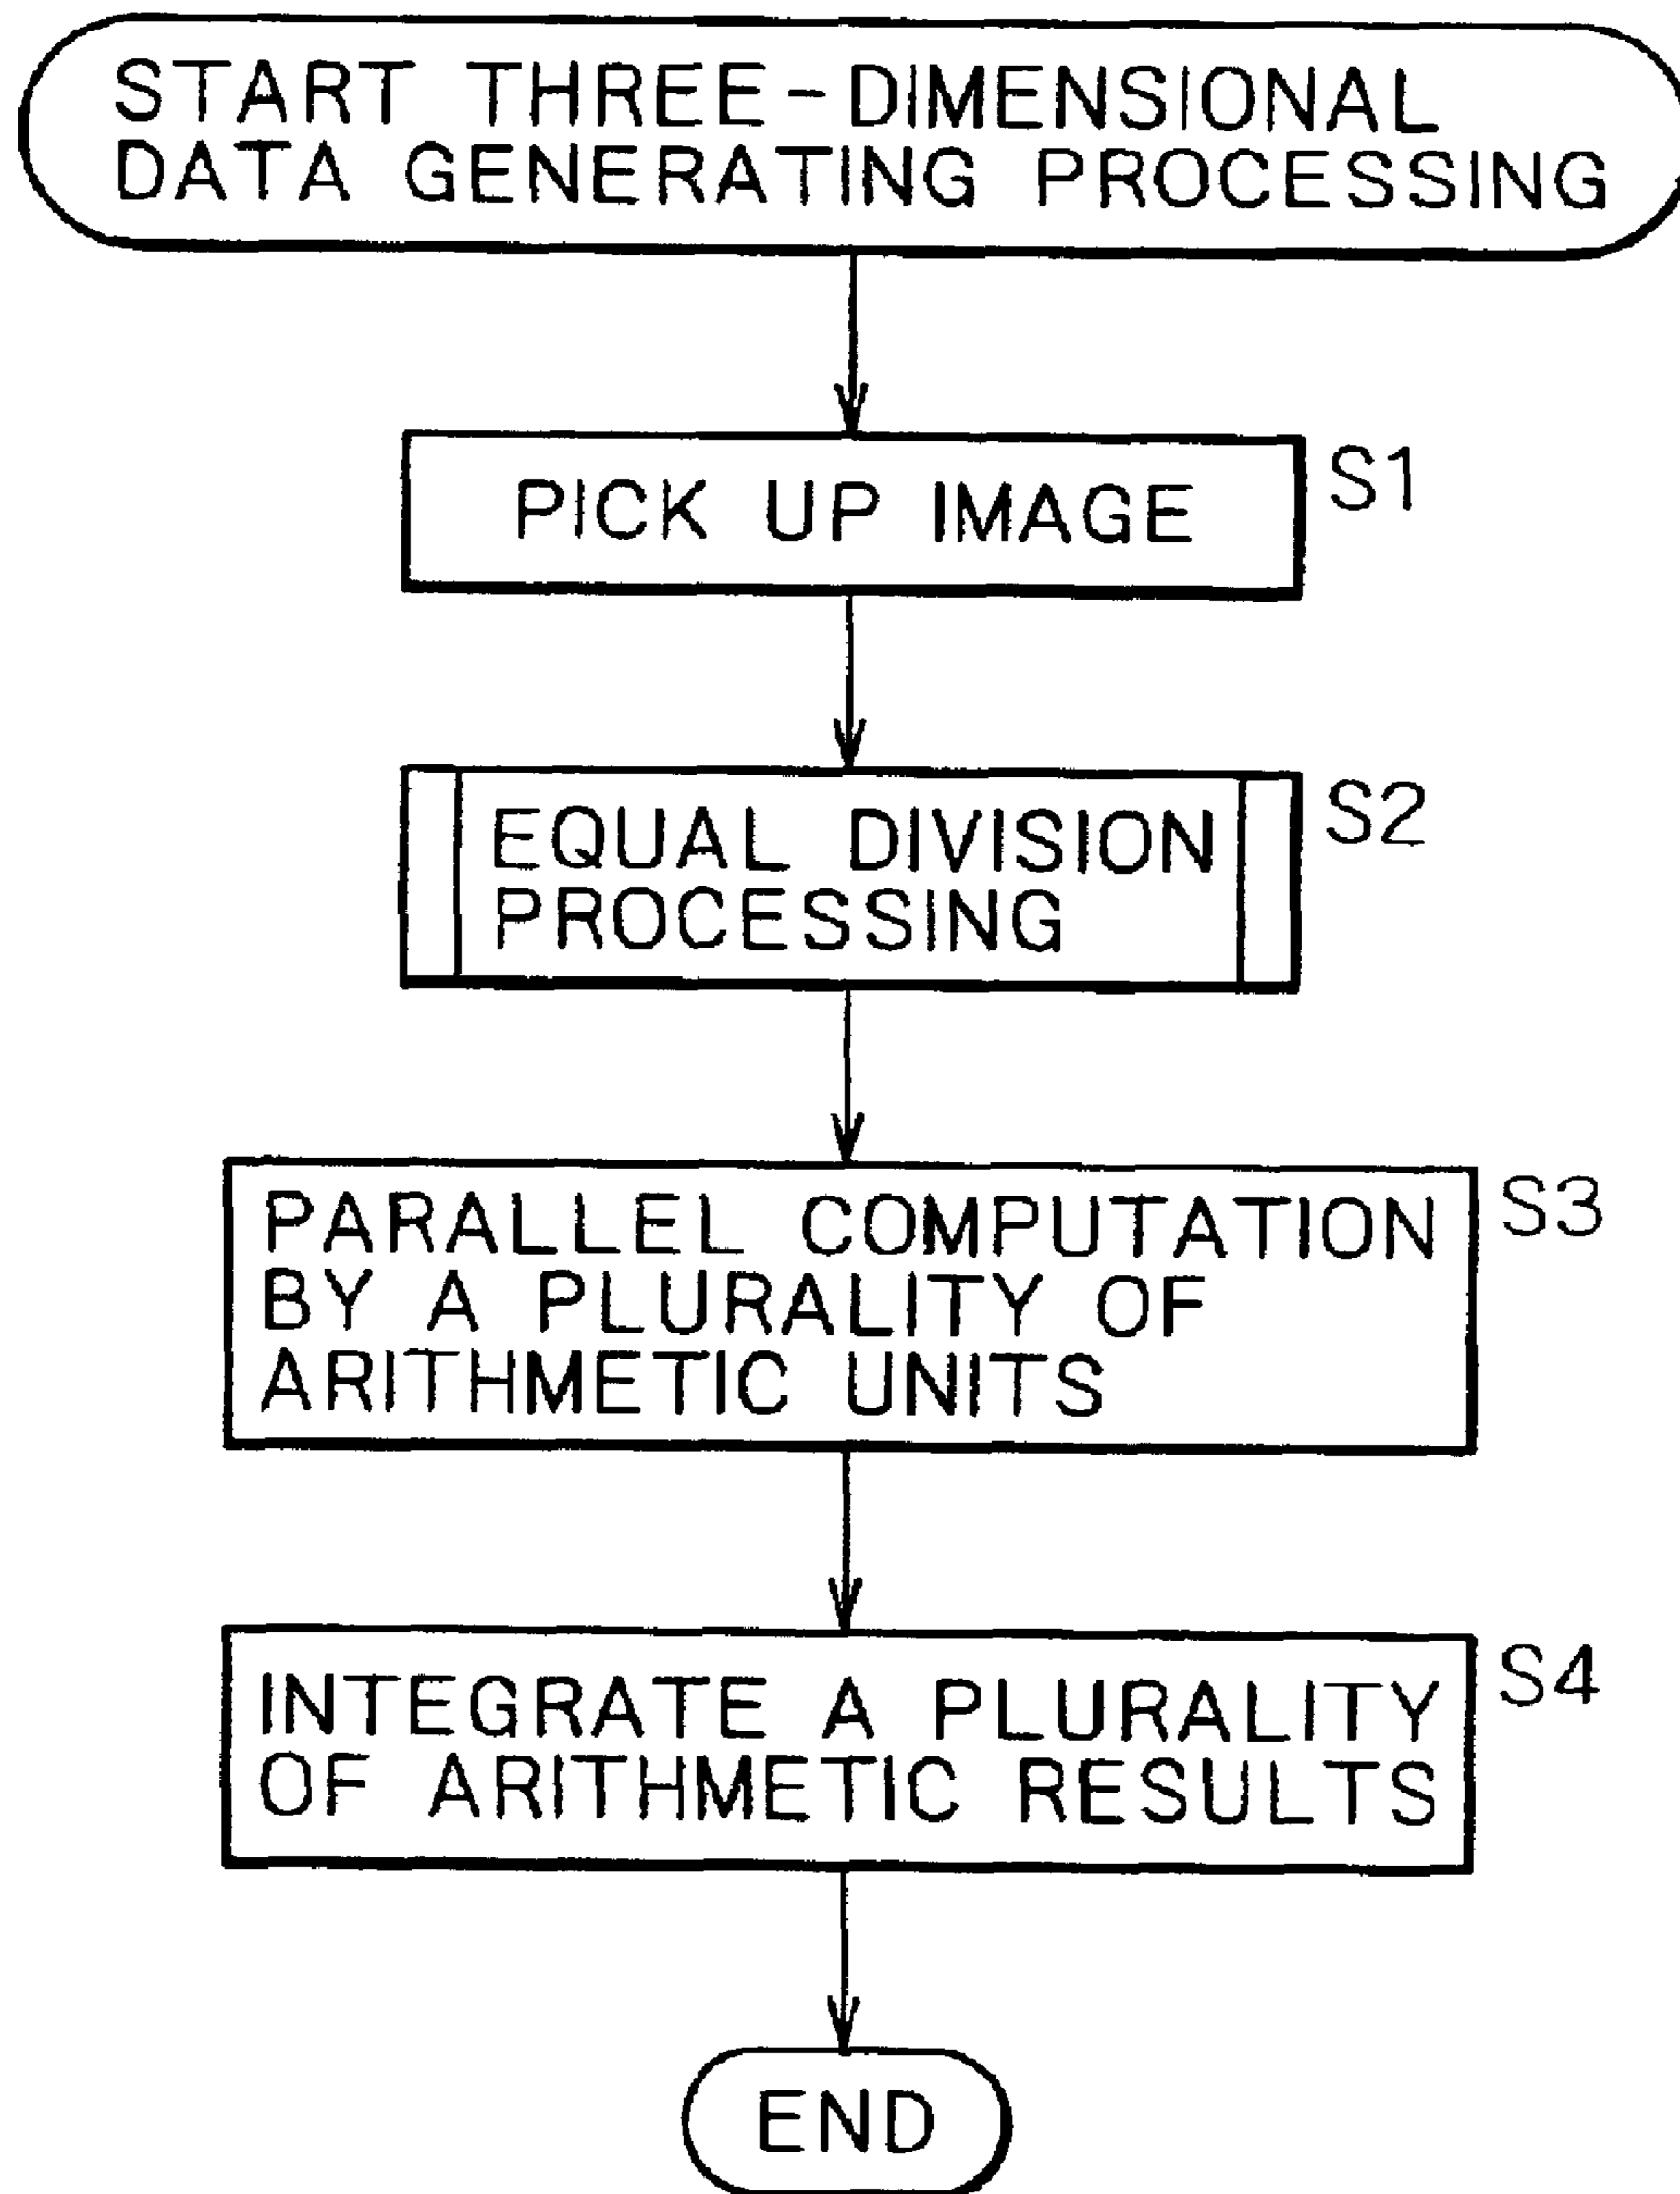 START THREE-DIMENSIONAL
DATA GENERATING PROCESSING
PICK UP IMAGE
S1
EQUAL DIVISION
PROCESSING
S2
PARALLEL COMPUTATION
BY A PLURALITY OF
ARITHMETIC UNITS
S3
INTEGRATE A PLURALITY
OF ARITHMETIC RESULTS
S4
END